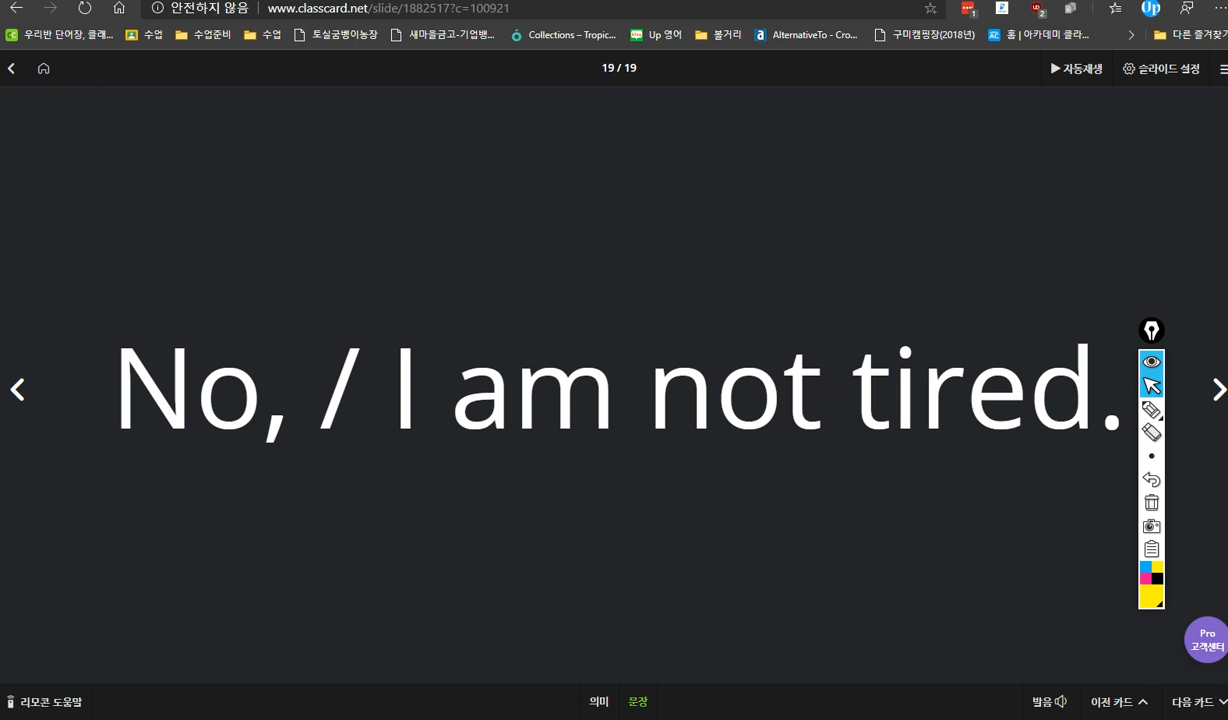 안전하지 않음 | www.classcard.net/slide/1882517?c=100921
1
2
Up
우리반 단어장, 클래...
수업
수업준비
수업
토실굼벵이농장
새마을금고-기업뱅...
Collections – Tropic...
Up 영어
볼거리
a AlternativeTo - Cro...
구미캠핑장(2018년)
AC 홈 | 아카데미 클라...
다른 즐겨찾기
19 / 19
자동재생
슬라이드 설정
No, / I am not tired.
Pro
고객센터
리모콘 도움말
의미
문장
발음
이전 카드
다음 카드